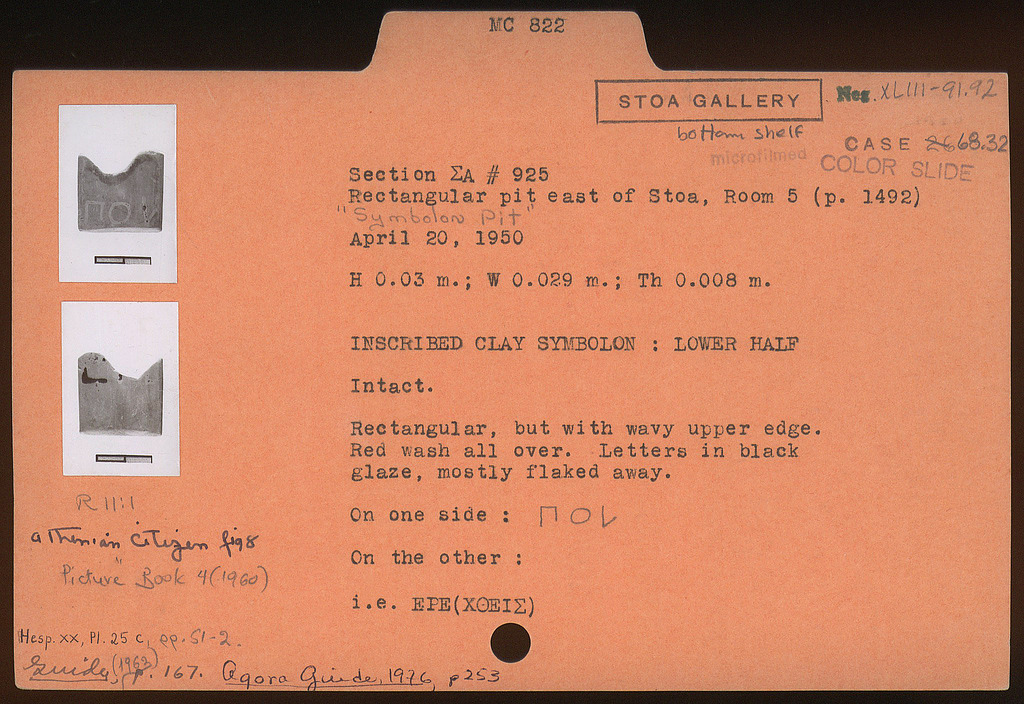 MC 822
STOA GALLERY
Neg. XLIII-91.92
bottom shelf
microfilmed
CASE 68.32
COLOR SLIDE
Section ΣΑ # 925
Rectangular pit east of Stoa, Room 5 (p. 1492)
"Symbolon Pit"
April 20, 1950
H 0.03 m.; W 0.029 m.; Th 0.008 m.
INSCRIBED CLAY SYMBOLON : LOWER HALF
Intact.
Rectangular, but with wavy upper edge.
Red wash all over. Letters in black
glaze, mostly flaked away.
On one side : ΠΟΛ
On the other :
i.e. ΕΡΕ(ΧΘΕΙΣ)
R 11:1
Athenian Citizen fig 8
Picture Book 4 (1960)
Hesp. XX, Pl. 25 c, pp. 51-2.
Guide, (1963) p. 167. Agora Guide, 1976, p 253